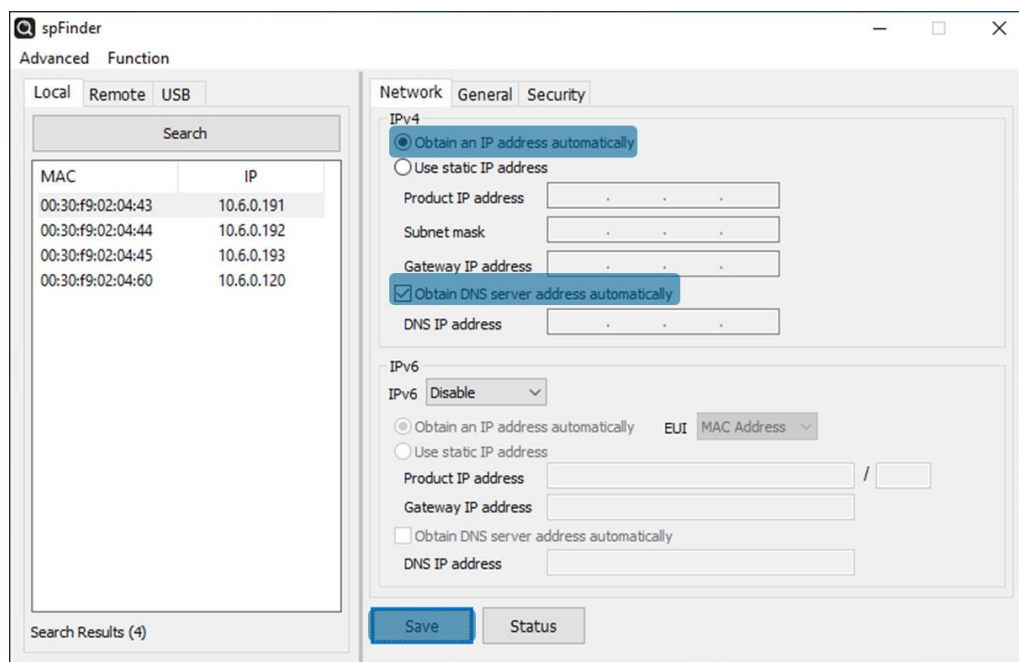 spFinder
Advanced Function
Local Remote USB
Search
MAC IP
00:30:f9:02:04:43 10.6.0.191
00:30:f9:02:04:44 10.6.0.192
00:30:f9:02:04:45 10.6.0.193
00:30:f9:02:04:60 10.6.0.120
Search Results (4)
Network General Security
IPv4
Obtain an IP address automatically
Use static IP address
Product IP address . . .
Subnet mask . . .
Gateway IP address . . .
Obtain DNS server address automatically
DNS IP address . . .
IPv6
IPv6 Disable
Obtain an IP address automatically EUI MAC Address
Use static IP address
Product IP address /
Gateway IP address
Obtain DNS server address automatically
DNS IP address
Save Status